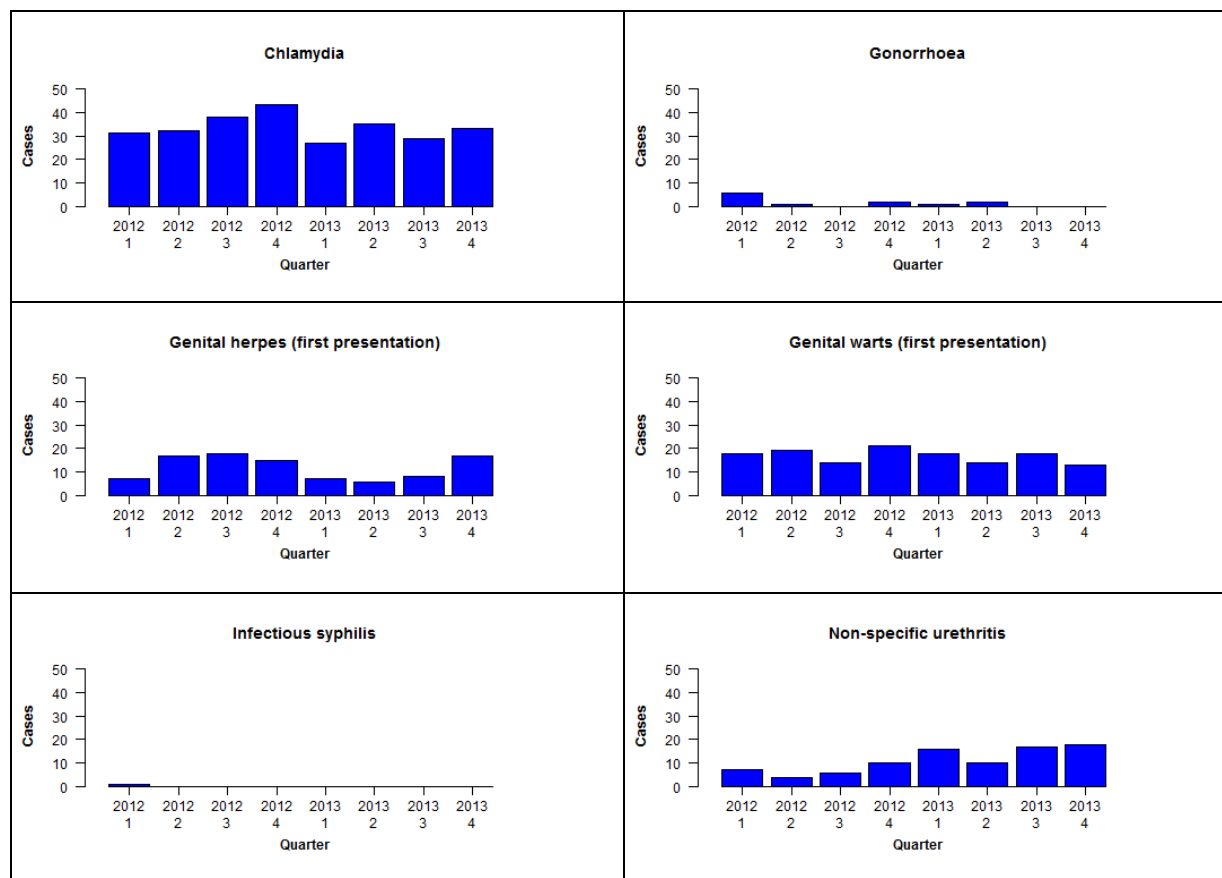 Chlamydia
50
40
30
20
10
0
Cases
2012 2012 2012 2012 2013 2013 2013 2013
1 2 3 4 1 2 3 4
Quarter
Gonorrhoea
50
40
30
20
10
0
Cases
2012 2012 2012 2012 2013 2013 2013 2013
1 2 3 4 1 2 3 4
Quarter
Genital herpes (first presentation)
50
40
30
20
10
0
Cases
2012 2012 2012 2012 2013 2013 2013 2013
1 2 3 4 1 2 3 4
Quarter
Genital warts (first presentation)
50
40
30
20
10
0
Cases
2012 2012 2012 2012 2013 2013 2013 2013
1 2 3 4 1 2 3 4
Quarter
Infectious syphilis
50
40
30
20
10
0
Cases
2012 2012 2012 2012 2013 2013 2013 2013
1 2 3 4 1 2 3 4
Quarter
Non-specific urethritis
50
40
30
20
10
0
Cases
2012 2012 2012 2012 2013 2013 2013 2013
1 2 3 4 1 2 3 4
Quarter